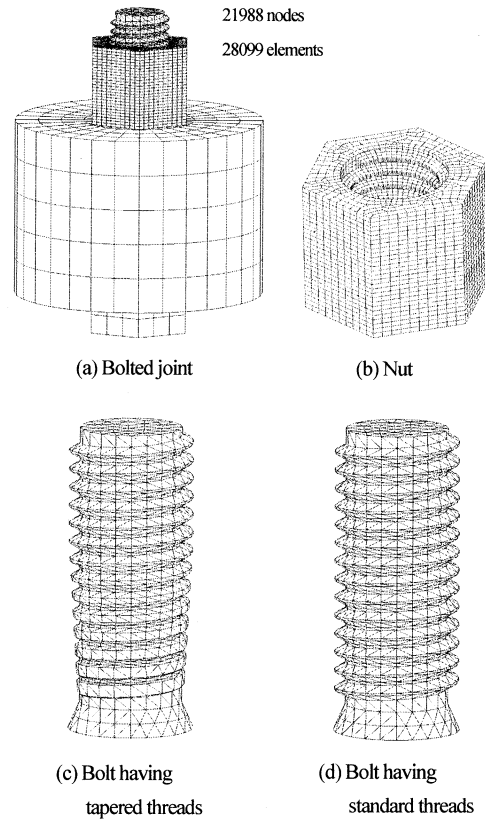 21988 nodes
28099 elements
(a) Bolted joint
(b) Nut
(c) Bolt having
tapered threads
(d) Bolt having
standard threads